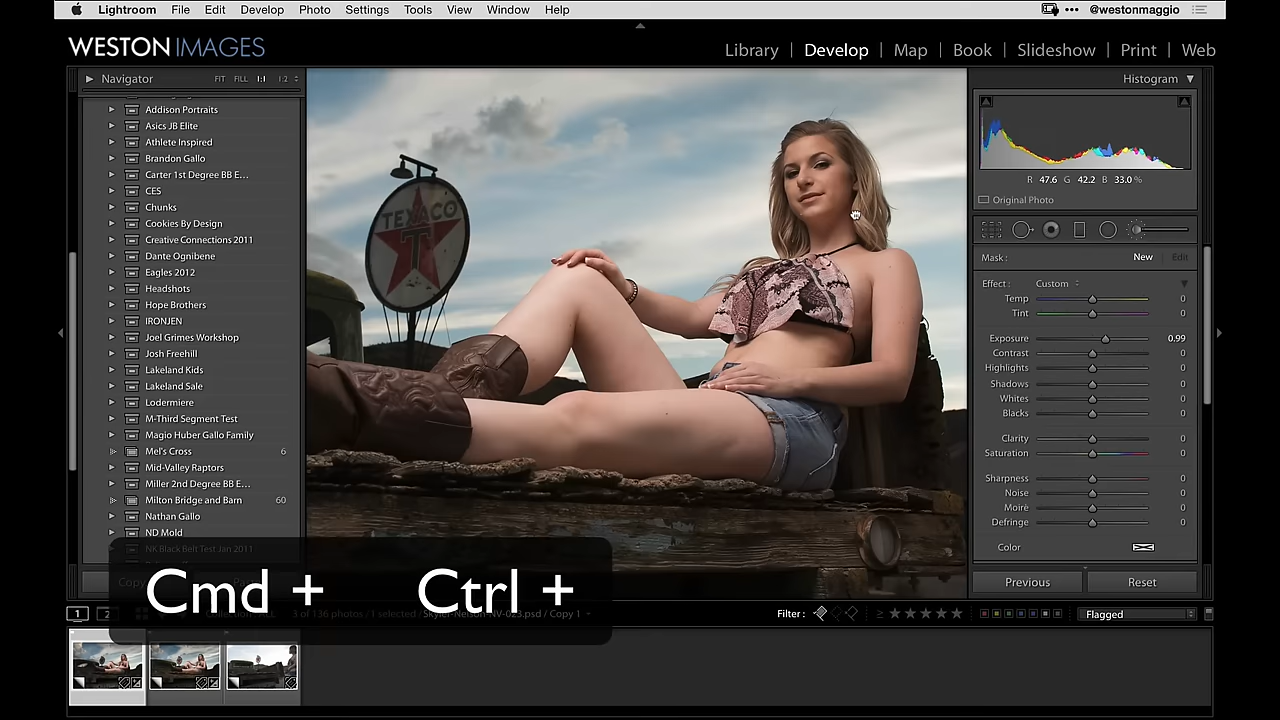 Lightroom File Edit Develop Photo Settings Tools View Window Help @westonmaggio
WESTON IMAGES
Library | Develop | Map | Book | Slideshow | Print | Web
Navigator FIT FILL 1:1 1:2
Addison Portraits
Asics JB Elite
Athlete Inspired
Brandon Gallo
Carter 1st Degree BB E...
CES
Chunks
Cookies By Design
Creative Connections 2011
Dante Ognibene
Eagles 2012
Headshots
Hope Brothers
IRONJEN
Joel Grimes Workshop
Josh Freehill
Lakeland Kids
Lakeland Sale
Lodermiere
M-Third Segment Test
Magio Huber Gallo Family
Mel's Cross 6
Mid-Valley Raptors
Miller 2nd Degree BB E...
Milton Bridge and Barn 60
Nathan Gallo
ND Mold
NK Black Belt Test Jan 2011
TEXACO
T
Histogram
R 47.6 G 42.2 B 33.0 %
Original Photo
Mask : New Edit
Effect : Custom
Temp 0
Tint 0
Exposure 0.99
Contrast 0
Highlights 0
Shadows 0
Whites 0
Blacks 0
Clarity 0
Saturation 0
Sharpness 0
Noise 0
Moire 0
Defringe 0
Color
Previous Reset
Cmd + Ctrl +
1 2
Filter : Flagged